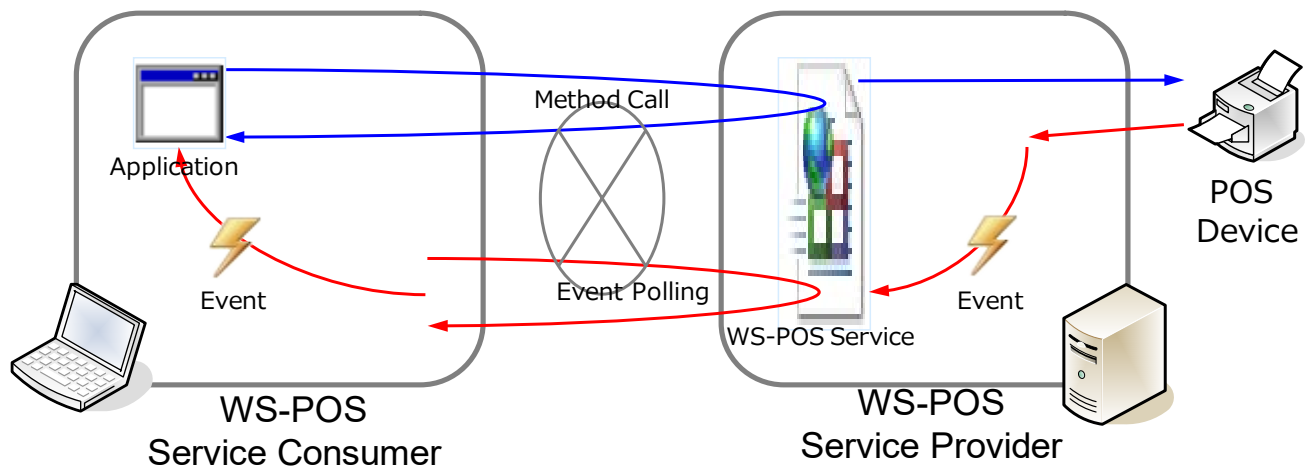 Method Call
Application
POS
Device
Event
Event Polling
Event
WS-POS Service
WS-POS
Service Consumer
WS-POS
Service Provider